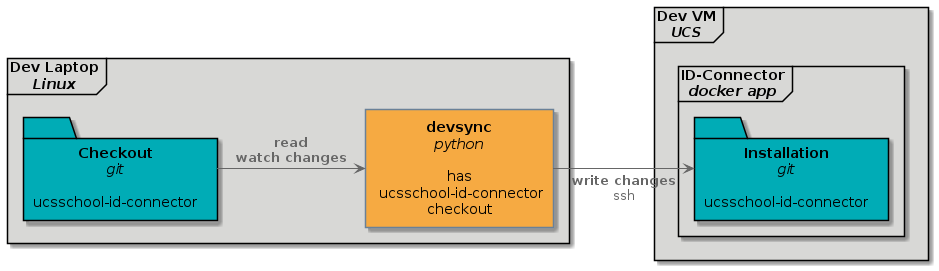 Dev Laptop
Linux
Checkout
git
ucsschool-id-connector
read
watch changes
devsync
python
has
ucsschool-id-connector
checkout
write changes
ssh
Dev VM
UCS
ID-Connector
docker app
Installation
git
ucsschool-id-connector